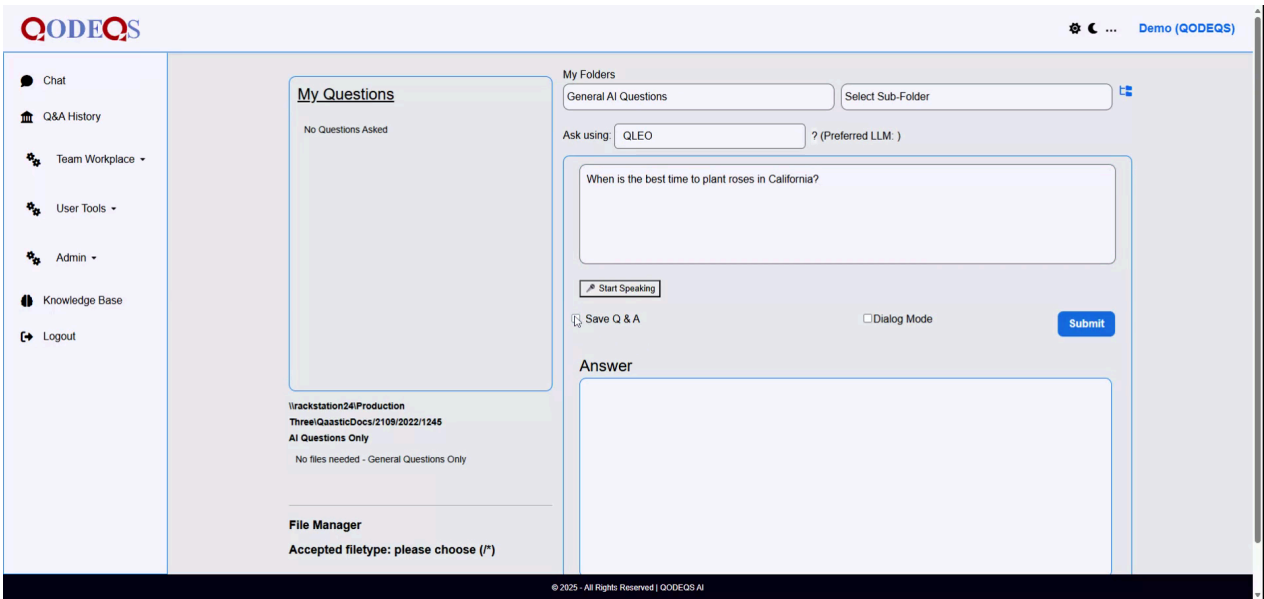 QODEQS
... Demo (QODEQS)
Chat
Q&A History
Team Workplace
User Tools
Admin
Knowledge Base
Logout
My Questions
No Questions Asked
\\rackstation24\Production
Three\QaasticDocs/2109/2022/1245
AI Questions Only
No files needed - General Questions Only
File Manager
Accepted filetype: please choose (/*)
My Folders
General AI Questions
Select Sub-Folder
Ask using: QLEO ? (Preferred LLM: )
When is the best time to plant roses in California?
Start Speaking
Save Q & A
Dialog Mode
Submit
Answer
© 2025 - All Rights Reserved | QODEQS AI